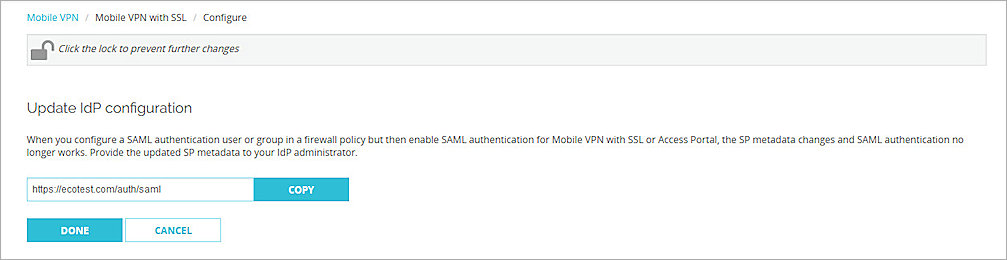 Mobile VPN / Mobile VPN with SSL / Configure
Click the lock to prevent further changes
Update IdP configuration
When you configure a SAML authentication user or group in a firewall policy but then enable SAML authentication for Mobile VPN with SSL or Access Portal, the SP metadata changes and SAML authentication no
longer works. Provide the updated SP metadata to your IdP administrator.
https://ecotest.com/auth/saml COPY
DONE CANCEL